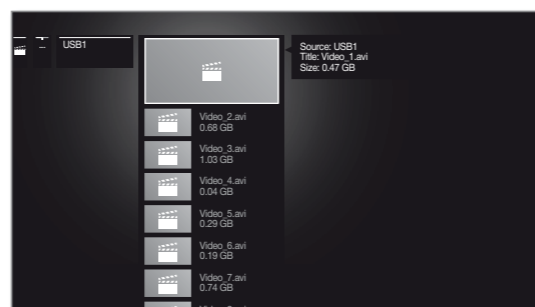 USB1
Source: USB1
Title: Video_1.avi
Size: 0.47 GB
Video_2.avi
0.68 GB
Video_3.avi
1.03 GB
Video_4.avi
0.04 GB
Video_5.avi
0.29 GB
Video_6.avi
0.19 GB
Video_7.avi
0.74 GB